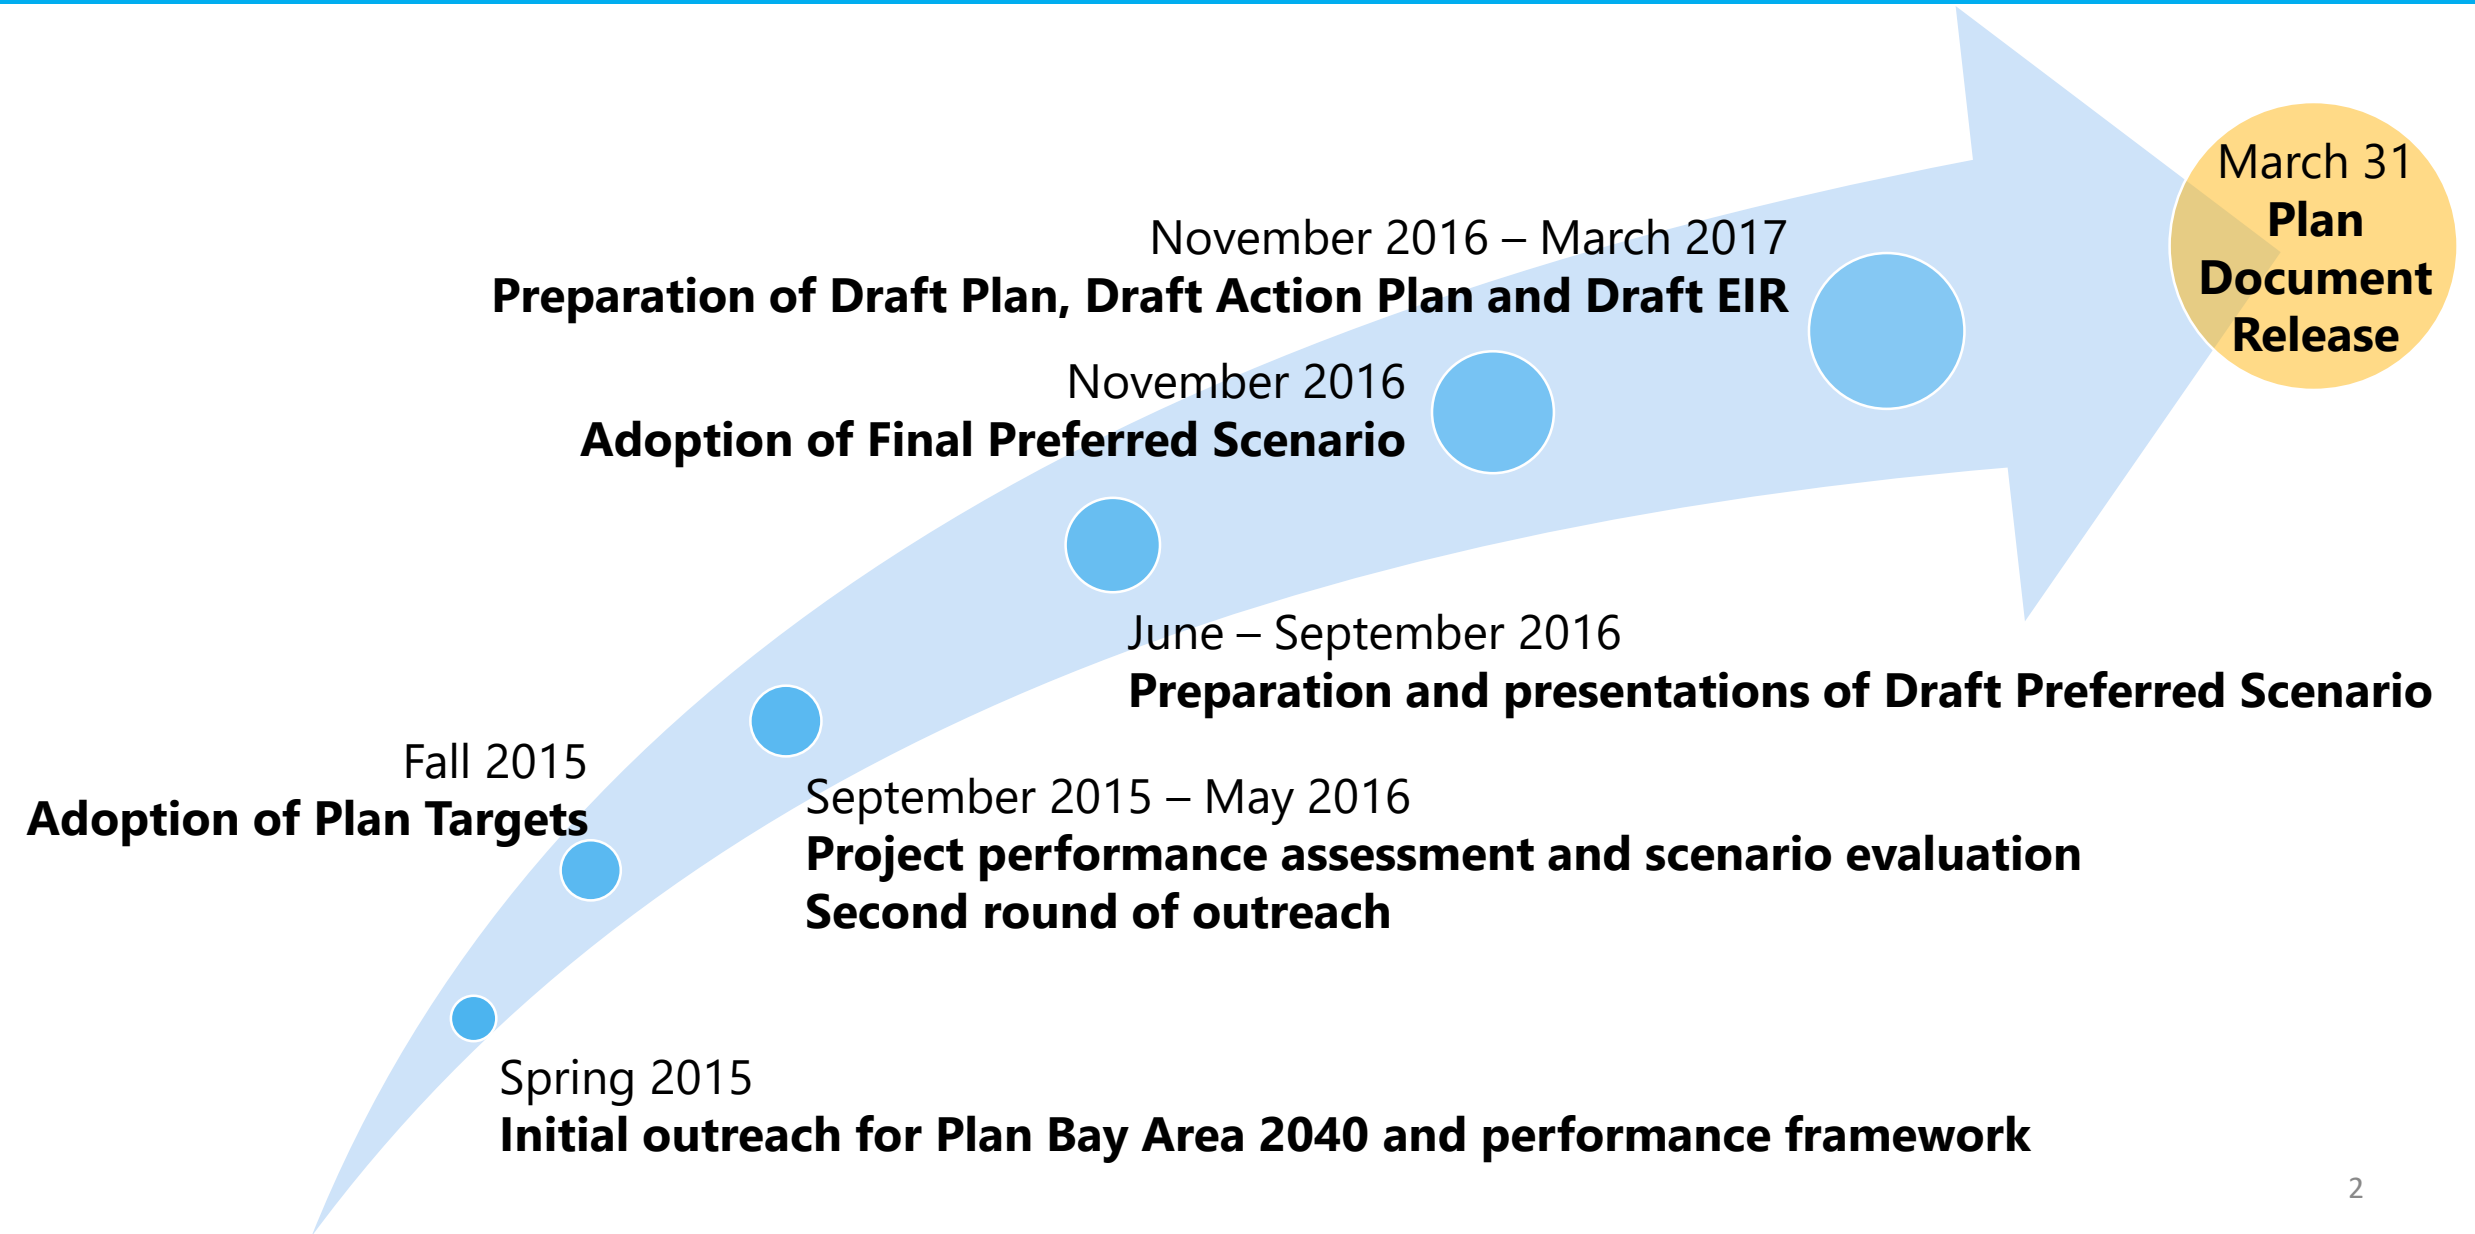 March 31
Plan
Document
Release
November 2016 – March 2017
Preparation of Draft Plan, Draft Action Plan and Draft EIR
November 2016
Adoption of Final Preferred Scenario
June – September 2016
Preparation and presentations of Draft Preferred Scenario
Fall 2015
Adoption of Plan Targets
September 2015 – May 2016
Project performance assessment and scenario evaluation
Second round of outreach
Spring 2015
Initial outreach for Plan Bay Area 2040 and performance framework
2